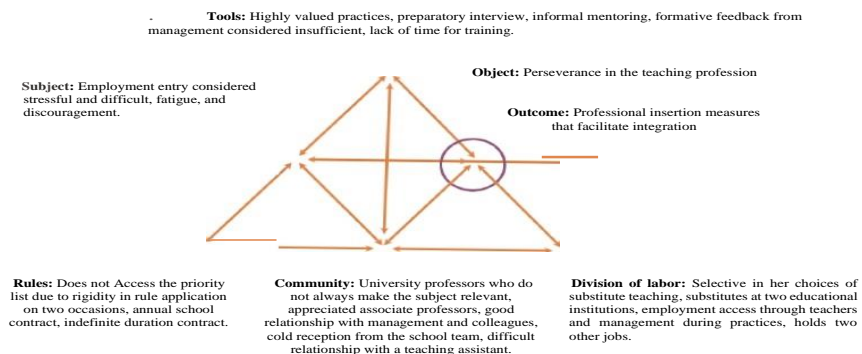 . Tools: Highly valued practices, preparatory interview, informal mentoring, formative feedback from
management considered insufficient, lack of time for training.
Object: Perseverance in the teaching profession
Subject: Employment entry considered
stressful and difficult, fatigue, and
discouragement.
Outcome: Professional insertion measures
that facilitate integration
Rules: Does not Access the priority
list due to rigidity in rule application
on two occasions, annual school
contract, indefinite duration contract.
Community: University professors who do
not always make the subject relevant,
appreciated associate professors, good
relationship with management and colleagues,
cold reception from the school team, difficult
relationship with a teaching assistant.
Division of labor: Selective in her choices of
substitute teaching, substitutes at two educational
institutions, employment access through teachers
and management during practices, holds two
other jobs.